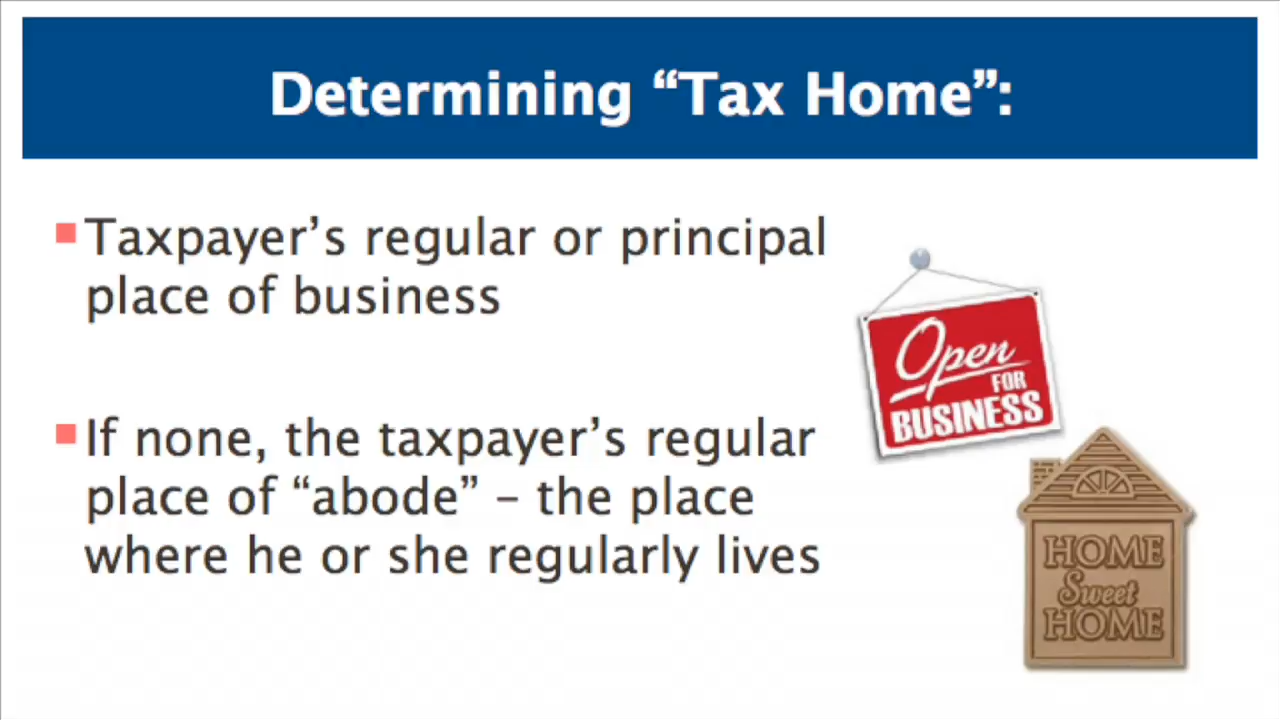 Determining “Tax Home”:
Taxpayer’s regular or principal
place of business
If none, the taxpayer’s regular
place of “abode” – the place
where he or she regularly lives
Open
FOR
BUSINESS
HOME
Sweet
HOME